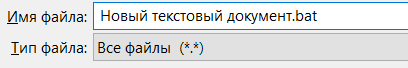 Имя файла: Новый текстовый документ.bat
Тип файла: Все файлы (*.*)